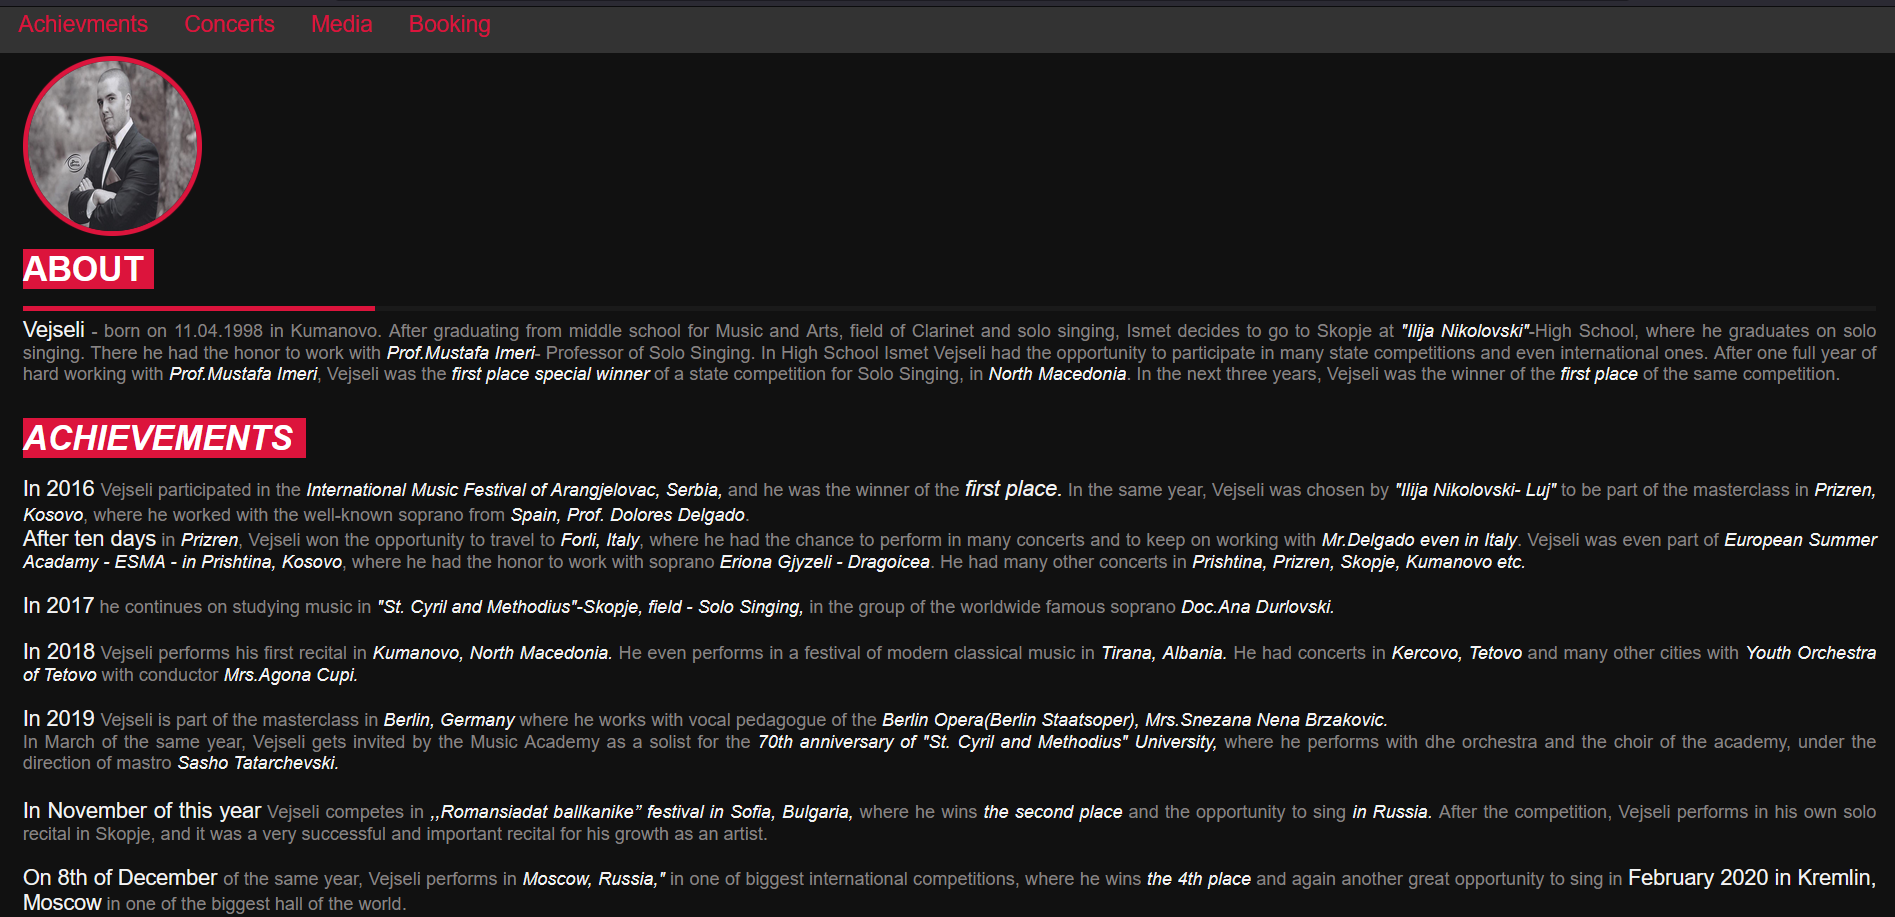 Achievments Concerts Media Booking
ABOUT
Vejseli - born on 11.04.1998 in Kumanovo. After graduating from middle school for Music and Arts, field of Clarinet and solo singing, Ismet decides to go to Skopje at "Ilija Nikolovski"-High School, where he graduates on solo
singing. There he had the honor to work with Prof.Mustafa Imeri- Professor of Solo Singing. In High School Ismet Vejseli had the opportunity to participate in many state competitions and even international ones. After one full year of
hard working with Prof.Mustafa Imeri, Vejseli was the first place special winner of a state competition for Solo Singing, in North Macedonia. In the next three years, Vejseli was the winner of the first place of the same competition.
ACHIEVEMENTS
In 2016 Vejseli participated in the International Music Festival of Arangjelovac, Serbia, and he was the winner of the first place. In the same year, Vejseli was chosen by "Ilija Nikolovski- Luj" to be part of the masterclass in Prizren,
Kosovo, where he worked with the well-known soprano from Spain, Prof. Dolores Delgado.
After ten days in Prizren, Vejseli won the opportunity to travel to Forli, Italy, where he had the chance to perform in many concerts and to keep on working with Mr.Delgado even in Italy. Vejseli was even part of European Summer
Acadamy - ESMA - in Prishtina, Kosovo, where he had the honor to work with soprano Eriona Gjyzeli - Dragoicea. He had many other concerts in Prishtina, Prizren, Skopje, Kumanovo etc.
In 2017 he continues on studying music in "St. Cyril and Methodius"-Skopje, field - Solo Singing, in the group of the worldwide famous soprano Doc.Ana Durlovski.
In 2018 Vejseli performs his first recital in Kumanovo, North Macedonia. He even performs in a festival of modern classical music in Tirana, Albania. He had concerts in Kercovo, Tetovo and many other cities with Youth Orchestra
of Tetovo with conductor Mrs.Agona Cupi.
In 2019 Vejseli is part of the masterclass in Berlin, Germany where he works with vocal pedagogue of the Berlin Opera(Berlin Staatsoper), Mrs.Snezana Nena Brzakovic.
In March of the same year, Vejseli gets invited by the Music Academy as a solist for the 70th anniversary of "St. Cyril and Methodius" University, where he performs with dhe orchestra and the choir of the academy, under the
direction of mastro Sasho Tatarchevski.
In November of this year Vejseli competes in ,,Romansiadat ballkanike” festival in Sofia, Bulgaria, where he wins the second place and the opportunity to sing in Russia. After the competition, Vejseli performs in his own solo
recital in Skopje, and it was a very successful and important recital for his growth as an artist.
On 8th of December of the same year, Vejseli performs in Moscow, Russia," in one of biggest international competitions, where he wins the 4th place and again another great opportunity to sing in February 2020 in Kremlin,
Moscow in one of the biggest hall of the world.